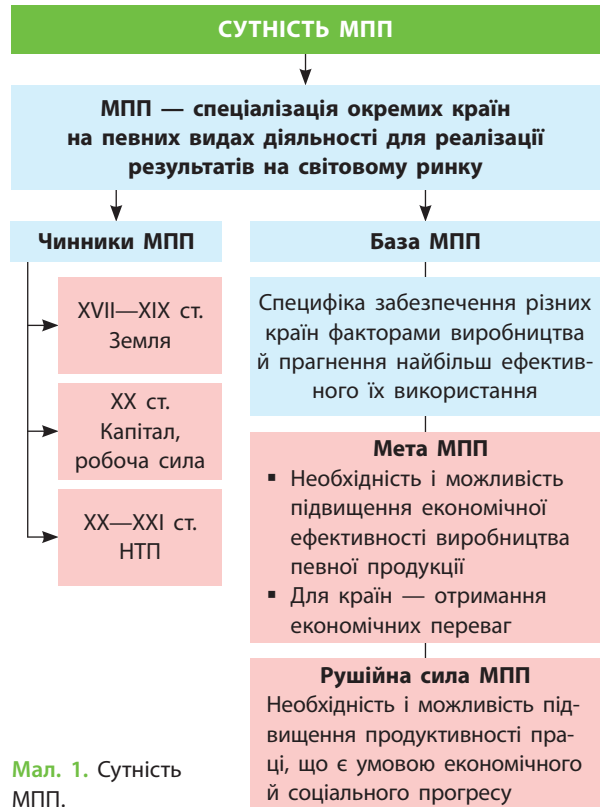 СУТНІСТЬ МПП
МПП — спеціалізація окремих країн
на певних видах діяльності для реалізації
результатів на світовому ринку
Чинники МПП
XVII—XIX ст.
Земля
XX ст.
Капітал,
робоча сила
XX—XXI ст.
НТП
База МПП
Специфіка забезпечення різних
країн факторами виробництва
й прагнення найбільш ефектив-
ного їх використання
Мета МПП
▪ Необхідність і можливість
підвищення економічної
ефективності виробництва
певної продукції
▪ Для країн — отримання
економічних переваг
Рушійна сила МПП
Необхідність і можливість під-
вищення продуктивності пра-
ці, що є умовою економічного
й соціального прогресу
Мал. 1. Сутність
МПП.